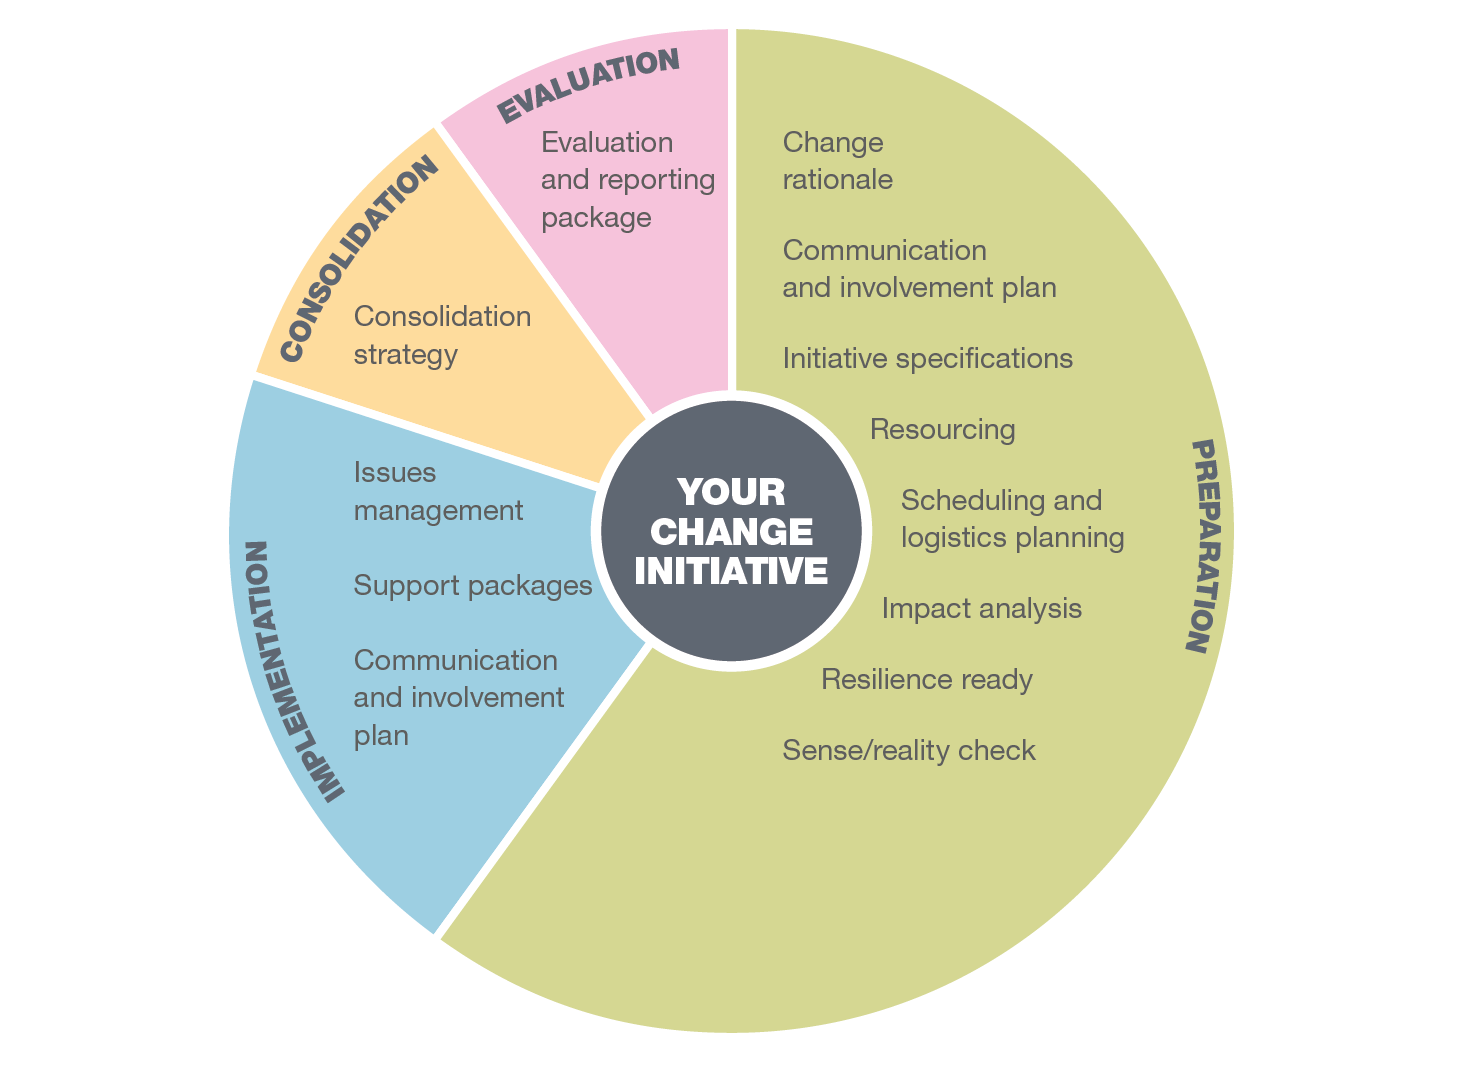 EVALUATION
Evaluation
and reporting
package
CONSOLIDATION
Consolidation
strategy
IMPLEMENTATION
Issues
management
Support packages
Communication
and involvement
plan
YOUR
CHANGE
INITIATIVE
PREPARATION
Change
rationale
Communication
and involvement plan
Initiative specifications
Resourcing
Scheduling and
logistics planning
Impact analysis
Resilience ready
Sense/reality check